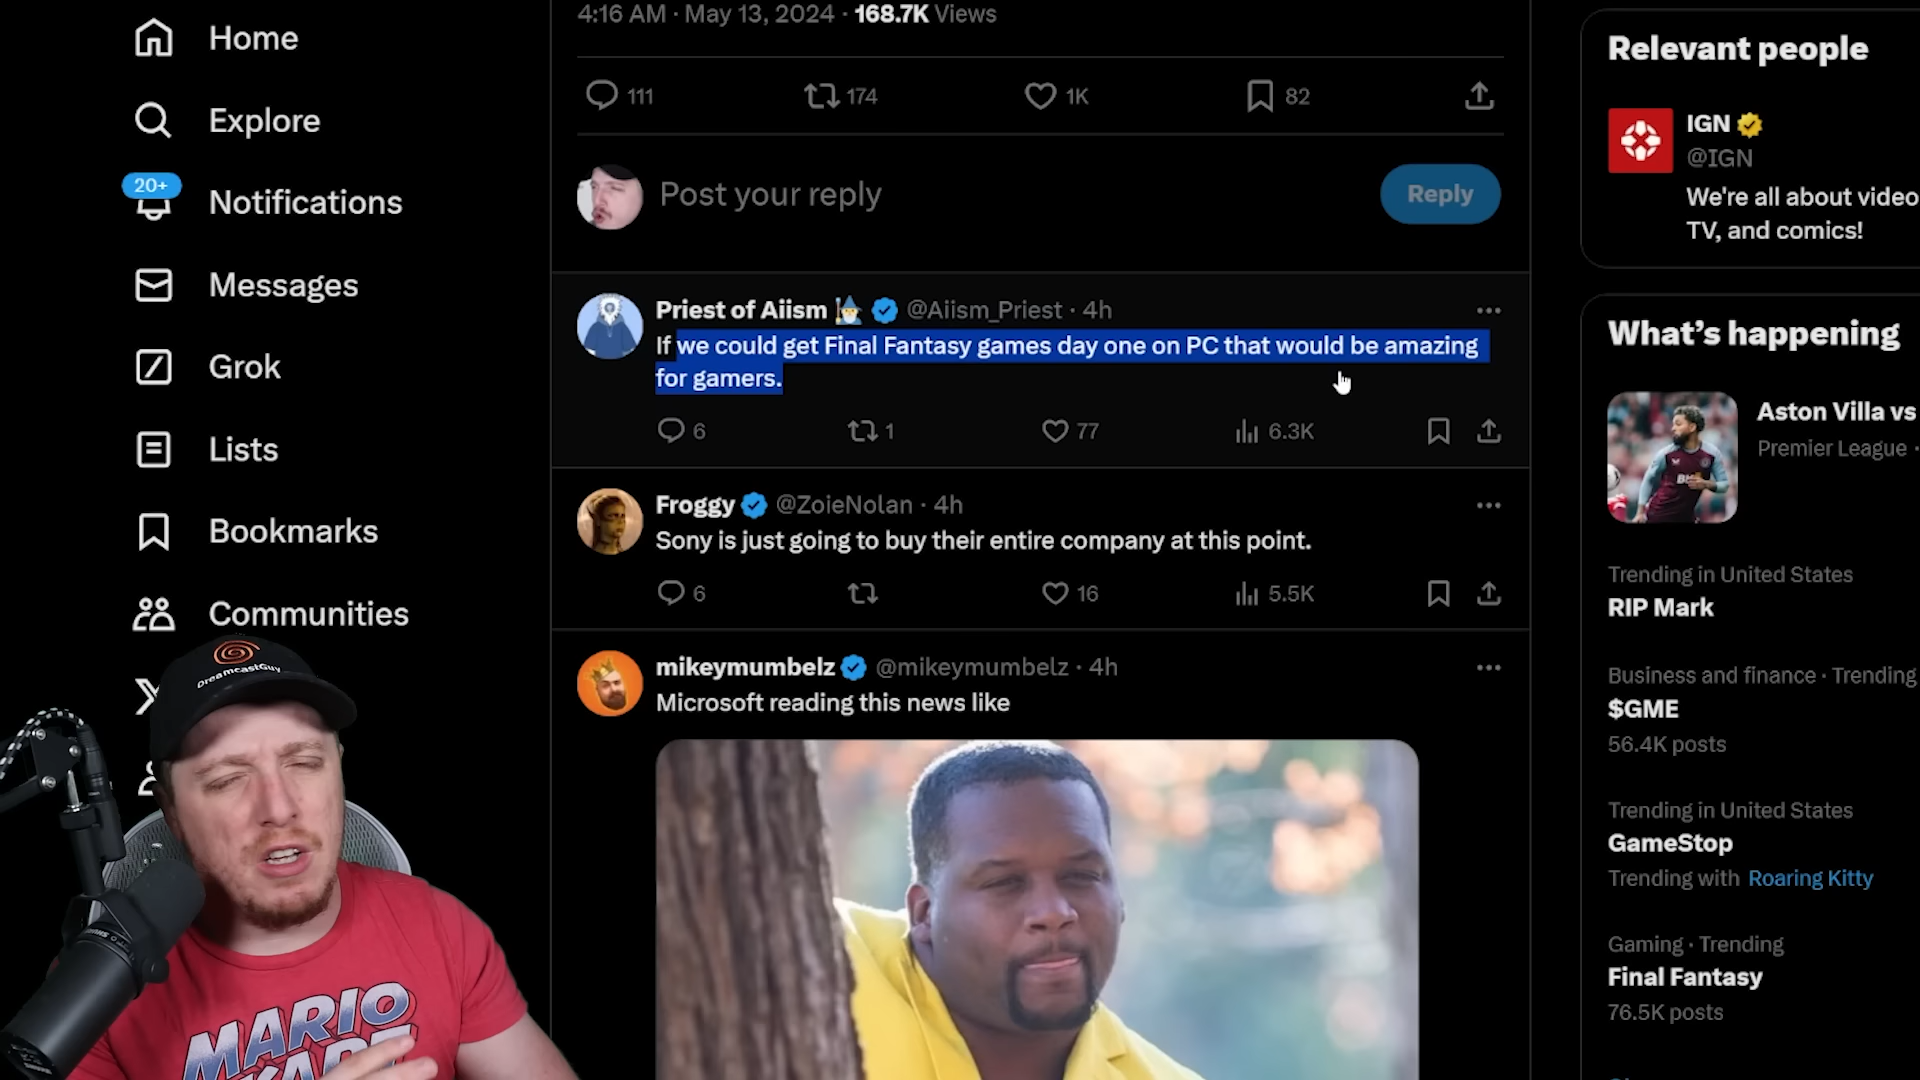 4:16 AM · May 13, 2024 · 168.7K Views
111 174 1K 82
Post your reply
Reply
Priest of Aiism @Aiism_Priest · 4h
If we could get Final Fantasy games day one on PC that would be amazing
for gamers.
6 1 77 6.3K
Froggy @ZoieNolan · 4h
Sony is just going to buy their entire company at this point.
6 16 5.5K
mikeymumbelz @mikeymumbelz · 4h
Microsoft reading this news like
Home
Explore
20+
Notifications
Messages
Grok
Lists
Bookmarks
Communities
DreamcastGuy
MARIO
KART
Relevant people
IGN
@IGN
We're all about video
TV, and comics!
What's happening
Aston Villa vs
Premier League ·
Trending in United States
RIP Mark
Business and finance · Trending
$GME
56.4K posts
Trending in United States
GameStop
Trending with Roaring Kitty
Gaming · Trending
Final Fantasy
76.5K posts